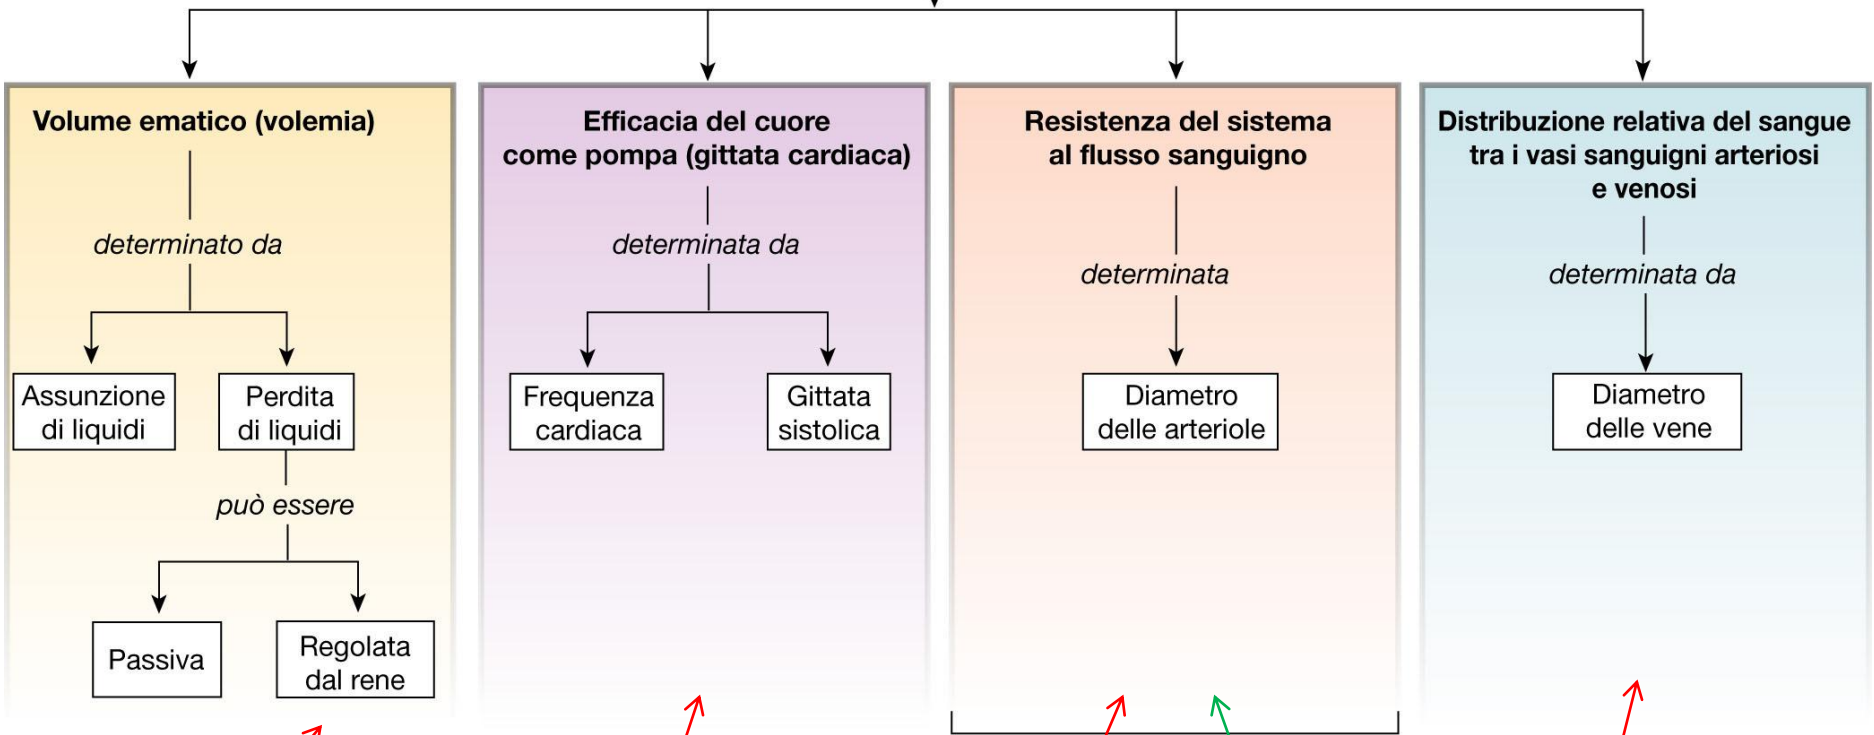 Volume ematico (volemia)
determinato da
Assunzione
di liquidi
Perdita
di liquidi
può essere
Passiva
Regolata
dal rene
Efficacia del cuore
come pompa (gittata cardiaca)
determinata da
Frequenza
cardiaca
Gittata
sistolica
Resistenza del sistema
al flusso sanguigno
determinata
Diametro
delle arteriole
Distribuzione relativa del sangue
tra i vasi sanguigni arteriosi
e venosi
determinata da
Diametro
delle vene